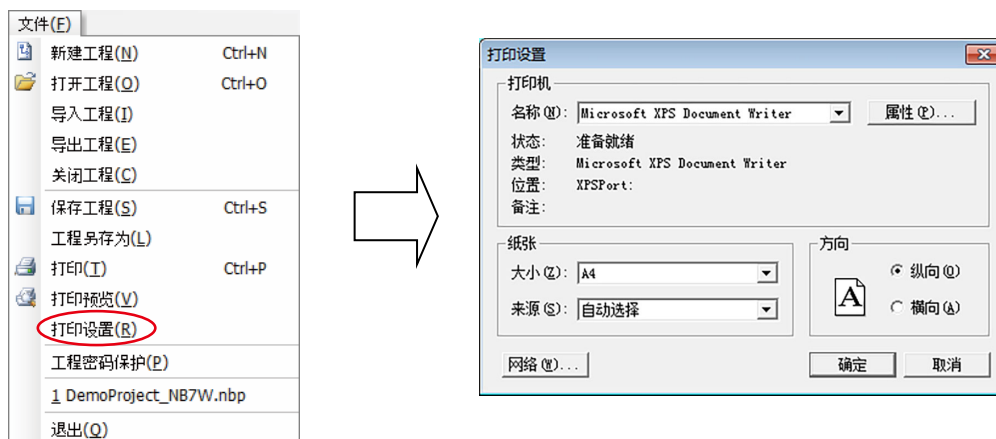 文件(F)
新建工程(N) Ctrl+N
打开工程(O) Ctrl+O
导入工程(I)
导出工程(E)
关闭工程(C)
保存工程(S) Ctrl+S
工程另存为(L)
打印(T) Ctrl+P
打印预览(V)
打印设置(R)
工程密码保护(P)
1 DemoProject_NB7W.nbp
退出(Q)
打印设置
打印机
名称(N): Microsoft XPS Document Writer 属性(P)...
状态: 准备就绪
类型: Microsoft XPS Document Writer
位置: XPSPort:
备注:
纸张
大小(Z): A4
来源(S): 自动选择
方向
A
纵向(O)
横向(A)
网络(W)... 确定 取消